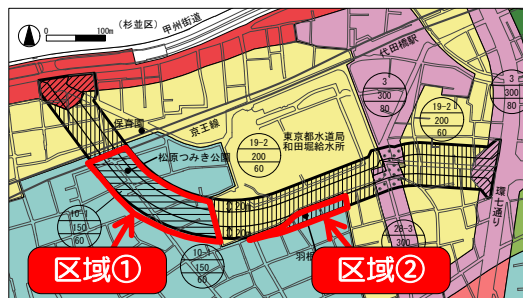 (杉並区)
甲州街道
0 100m
代田橋駅
3
300
80
3
300
80
保育園
京王線
19-2
200
60
東京都水道局
和田堀給水所
19-2
200
60
松原つみき公園
環七通り
10-1
150
60
20m
20m
10-1
150
60
28-3
300
区域①
区域②